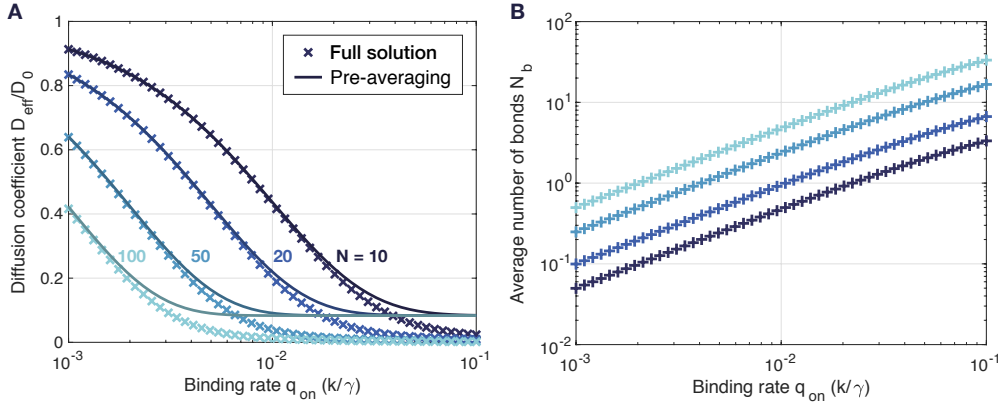 A
Diffusion coefficient D_eff/D_0
1
0.8
0.6
0.4
0.2
0
Full solution
Pre-averaging
100
50
20
N = 10
10^-3
10^-2
10^-1
Binding rate q_on (k/γ)
B
Average number of bonds N_b
10^2
10^1
10^0
10^-1
10^-2
10^-3
10^-2
10^-1
Binding rate q_on (k/γ)